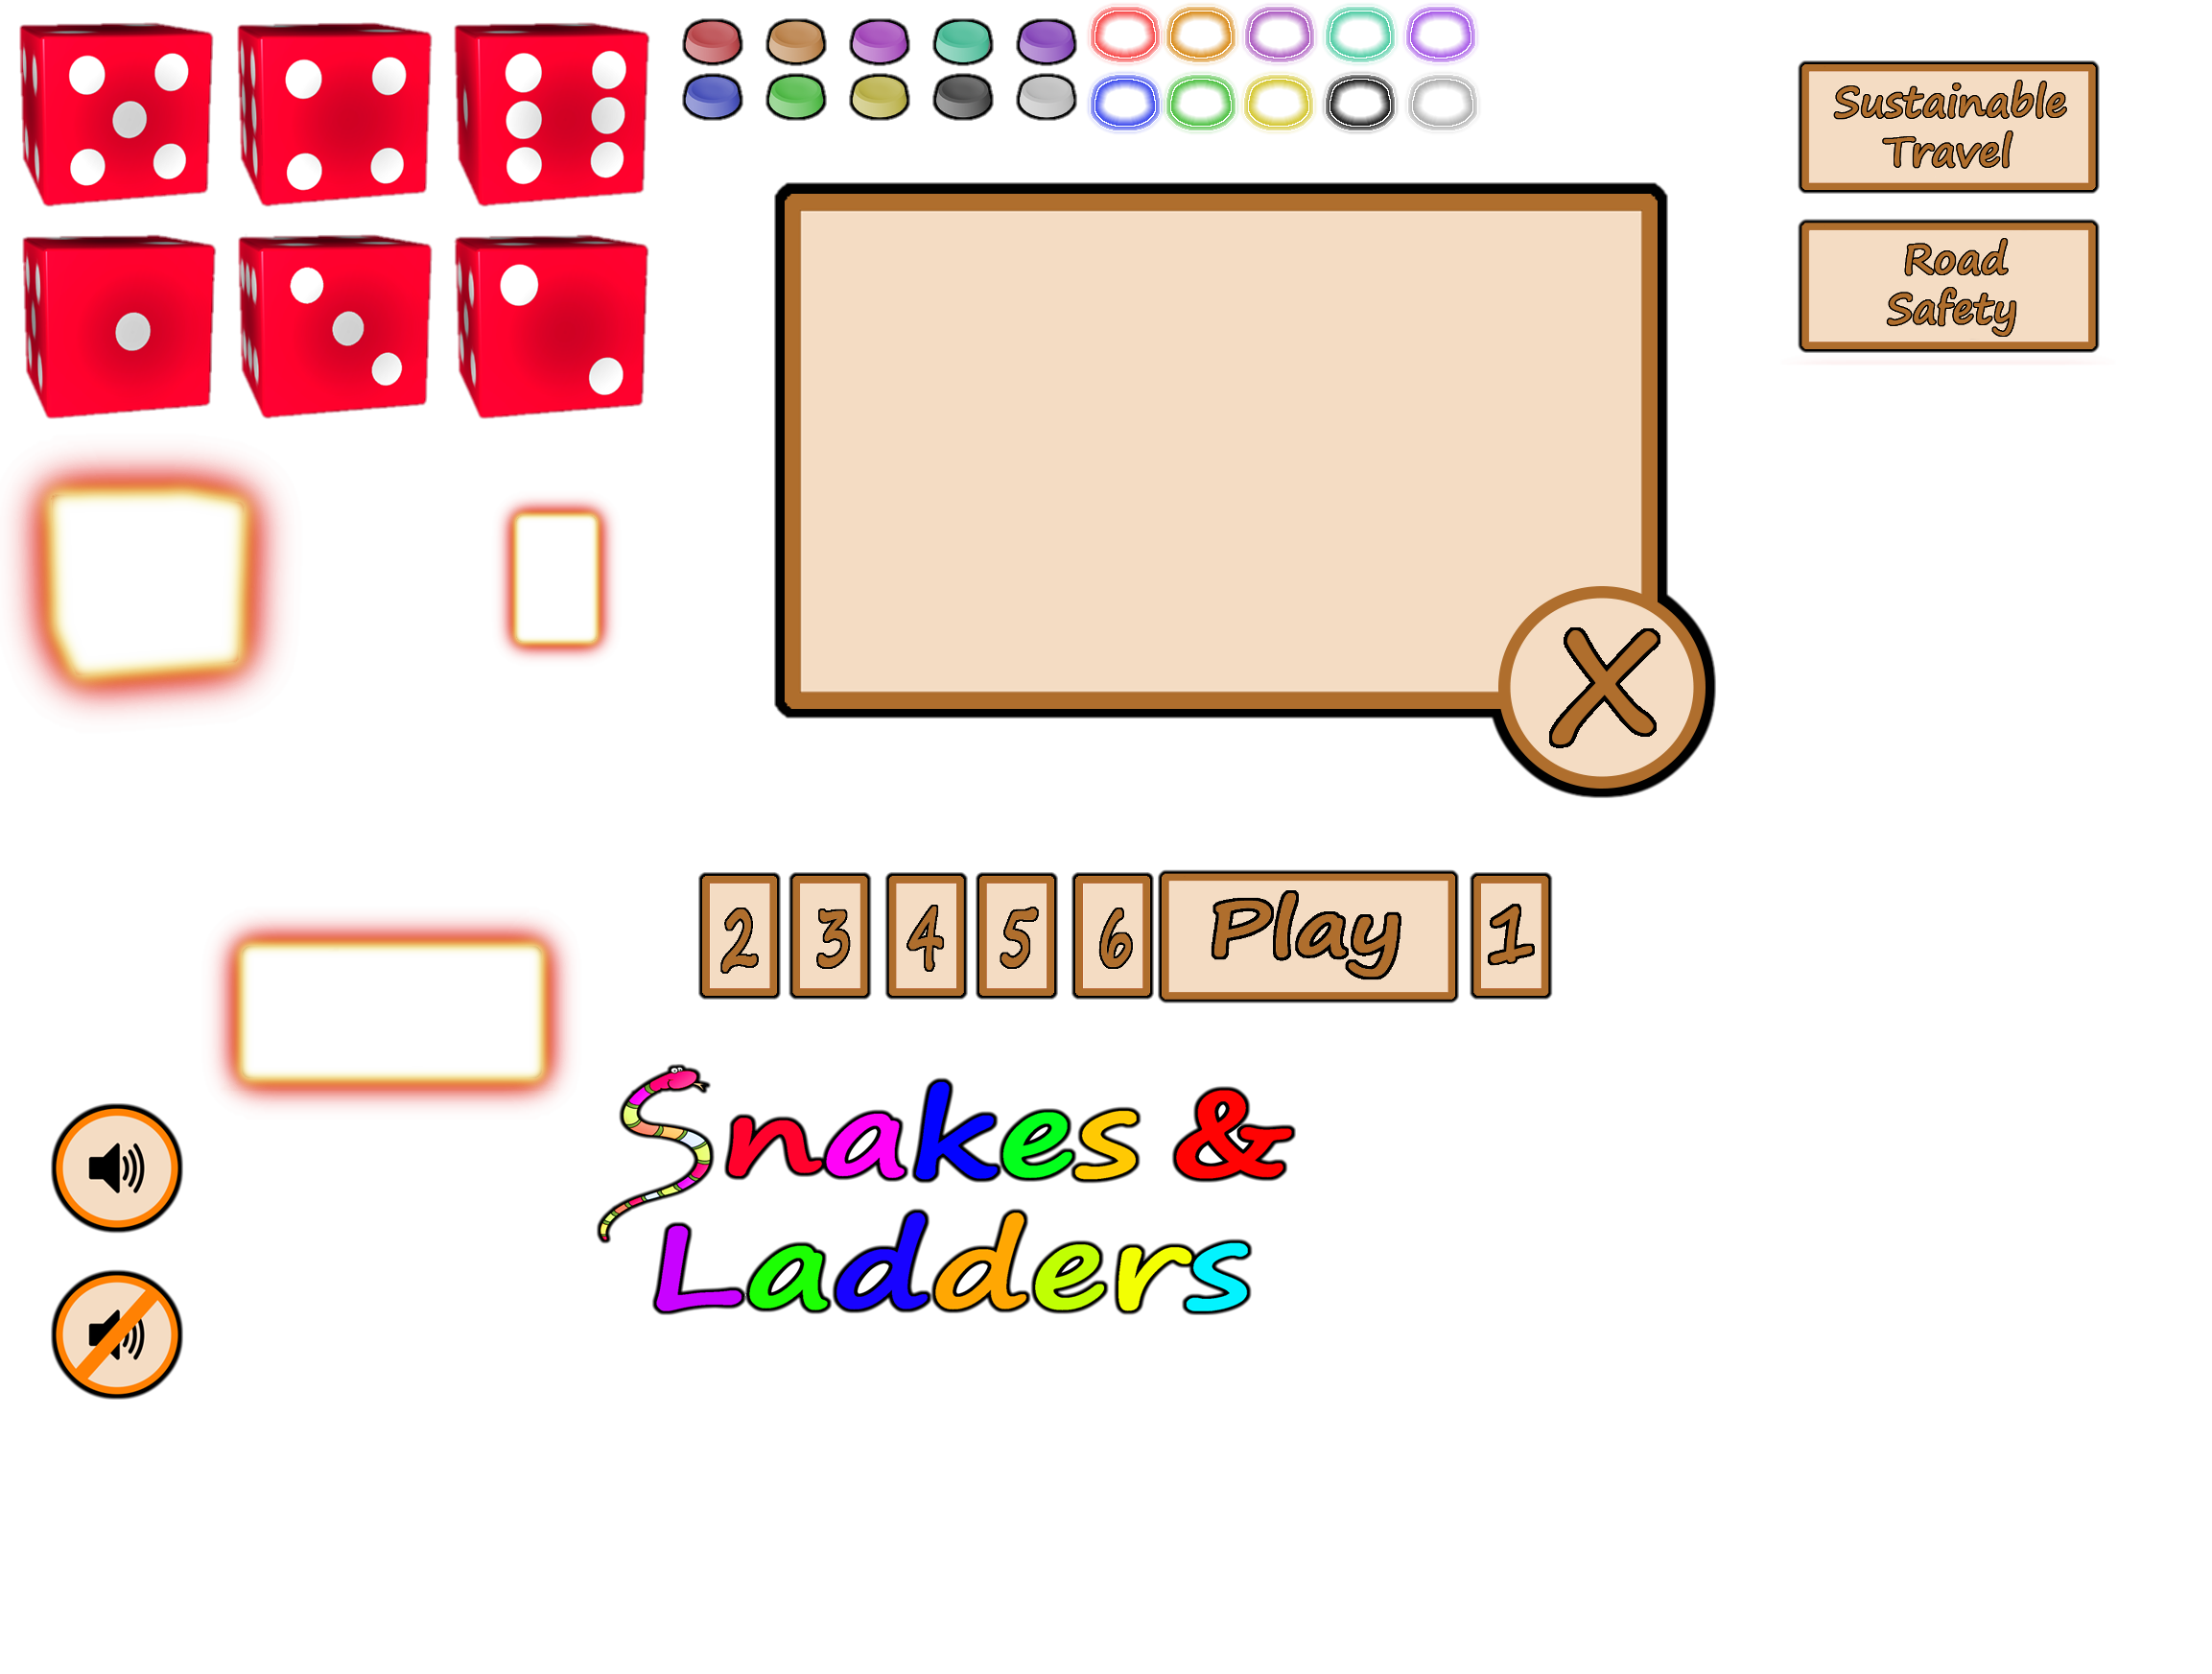 Sustainable
Travel
Road
Safety
X
2 3 4 5 6 Play 1
Snakes &
Ladders